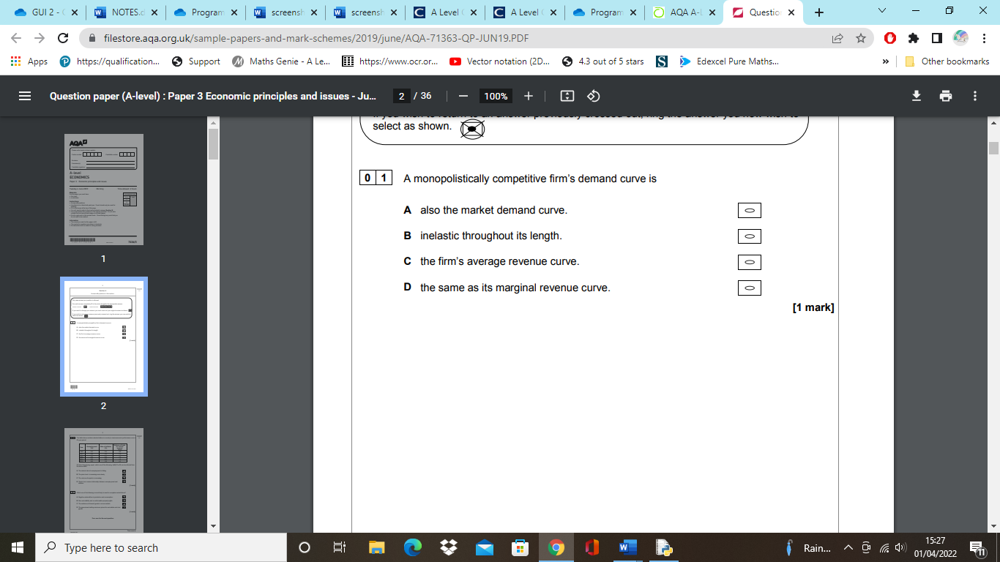 GUI 2 - C
NOTES.d
Program
screensh
screensh
A Level C
A Level C
Program
AQA A-L
Questio
filestore.aqa.org.uk/sample-papers-and-mark-schemes/2019/june/AQA-71363-QP-JUN19.PDF
Apps
https://qualification...
Support
Maths Genie - A Le...
https://www.ocr.or...
Vector notation (2D...
4.3 out of 5 stars
Edexcel Pure Maths...
»
Other bookmarks
Question paper (A-level) : Paper 3 Economic principles and issues - Ju...
2 / 36
100%
select as shown.
0 1 A monopolistically competitive firm's demand curve is
A also the market demand curve.
B inelastic throughout its length.
C the firm's average revenue curve.
D the same as its marginal revenue curve.
[1 mark]
AQA
A-level
ECONOMICS
1
2
Type here to search
Rain...
15:27
01/04/2022
11